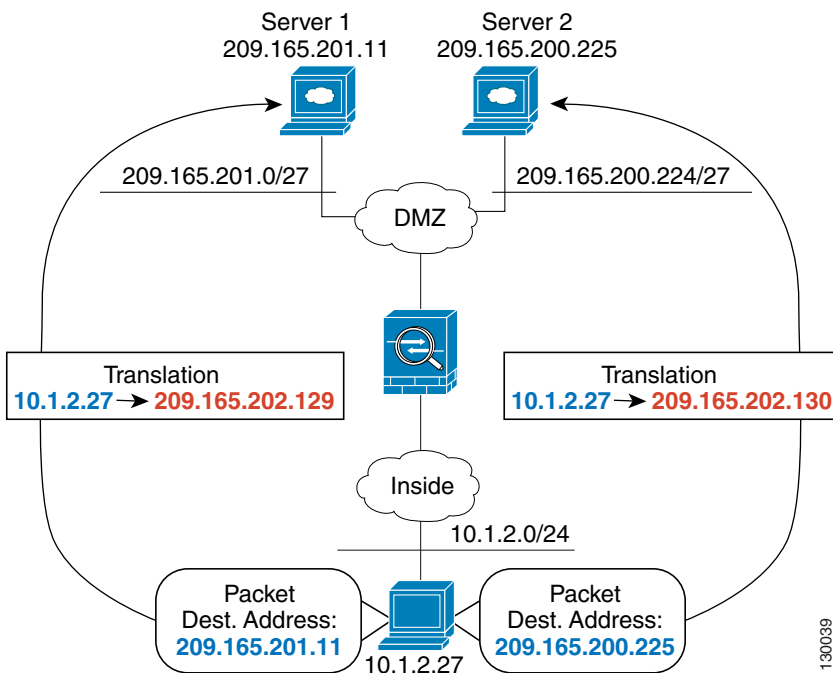 Server 1
209.165.201.11
Server 2
209.165.200.225
209.165.201.0/27
209.165.200.224/27
DMZ
Translation
10.1.2.27 → 209.165.202.129
Translation
10.1.2.27 → 209.165.202.130
Inside
10.1.2.0/24
Packet
Dest. Address:
209.165.201.11
Packet
Dest. Address:
209.165.200.225
10.1.2.27
130039